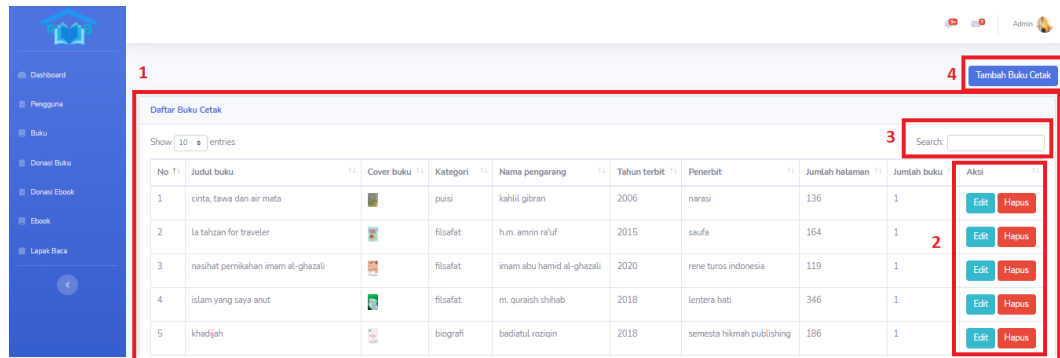 R B
3+ 7 Admin
Dashboard
Pengguna
Buku
Donasi Buku
Donasi Ebook
Ebook
Lapak Baca
1
4 Tambah Buku Cetak
Daftar Buku Cetak
Show 10 entries
3 Search:
No Judul buku Cover buku Kategori Nama pengarang Tahun terbit Penerbit Jumlah halaman Jumlah buku Aksi
1 cinta, tawa dan air mata puisi kahlil gibran 2006 narasi 136 1 Edit Hapus
2 la tahzan for traveler filsafat h.m. amrin ra'uf 2015 saufa 164 1 Edit Hapus
2
3 nasihat pernikahan imam al-ghazali filsafat imam abu hamid al-ghazali 2020 rene turos indonesia 119 1 Edit Hapus
4 islam yang saya anut filsafat m. quraish shihab 2018 lentera hati 346 1 Edit Hapus
5 khadijah biografi badiatul roziqin 2018 semesta hikmah publishing 186 1 Edit Hapus